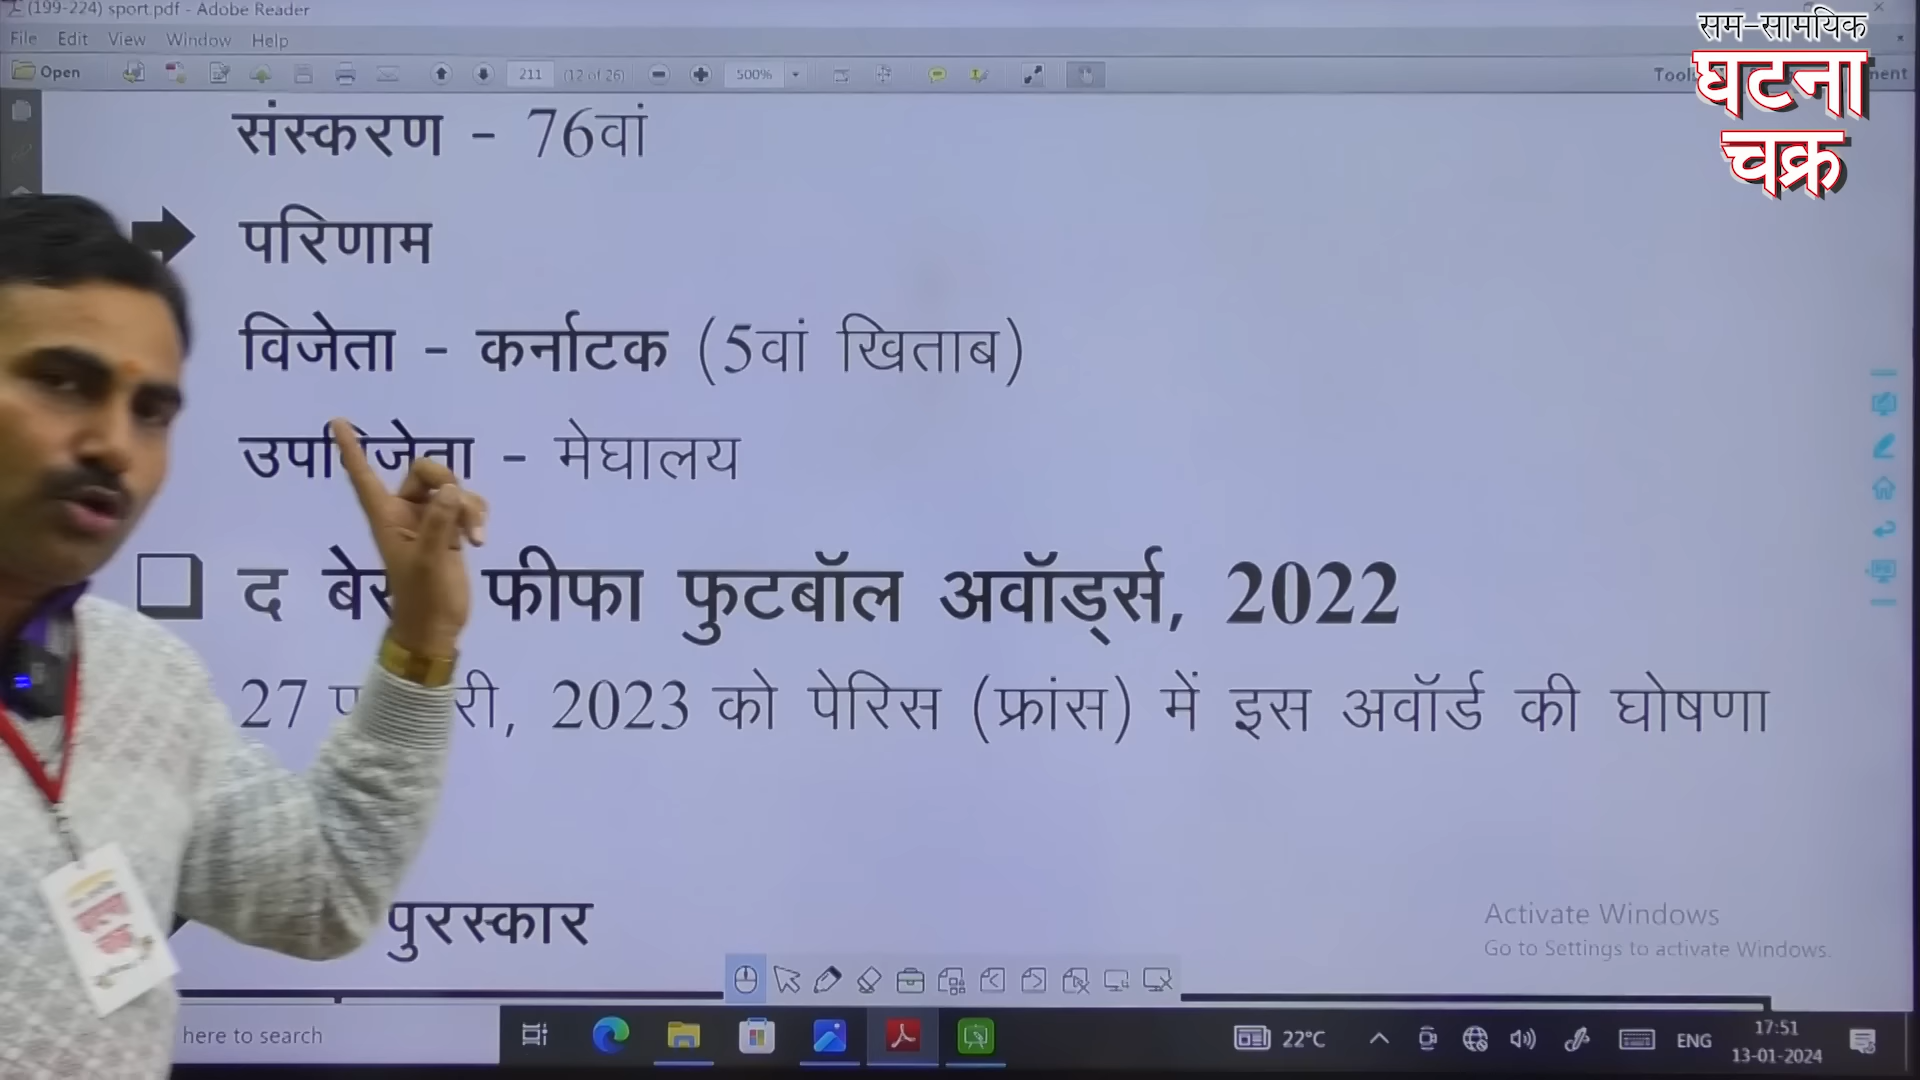 (199-224) sport.pdf - Adobe Reader
File Edit View Window Help
Open 211 (12 of 26) 500%
सम-सामयिक
घटना
चक्र
संस्करण - 76वां
परिणाम
विजेता - कर्नाटक (5वां खिताब)
उपविजेता - मेघालय
द फीफा फुटबॉल अवॉर्ड्स, 2022
27 2023 को पेरिस (फ्रांस) में इस अवॉर्ड की घोषणा
पुरस्कार
Activate Windows
Go to Settings to activate Windows.
here to search
22°C ENG 17:51
13-01-2024